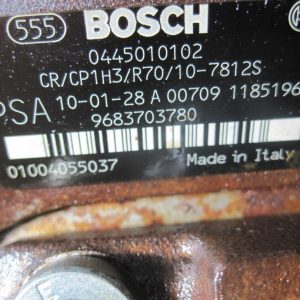 555 BOSCH
0445010102
CR/CP1H3/R70/10-7812S
PSA 10-01-28 A 00709 1185196
9683703780
01004055037 Made in Italy